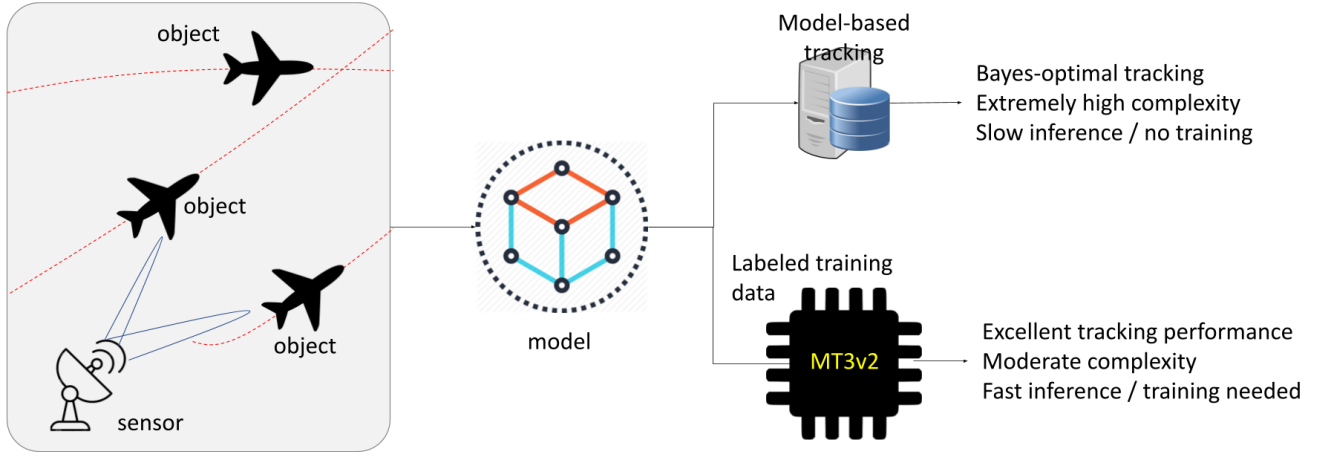 object
object
object
sensor
model
Model-based
tracking
Bayes-optimal tracking
Extremely high complexity
Slow inference / no training
Labeled training
data
MT3v2
Excellent tracking performance
Moderate complexity
Fast inference / training needed